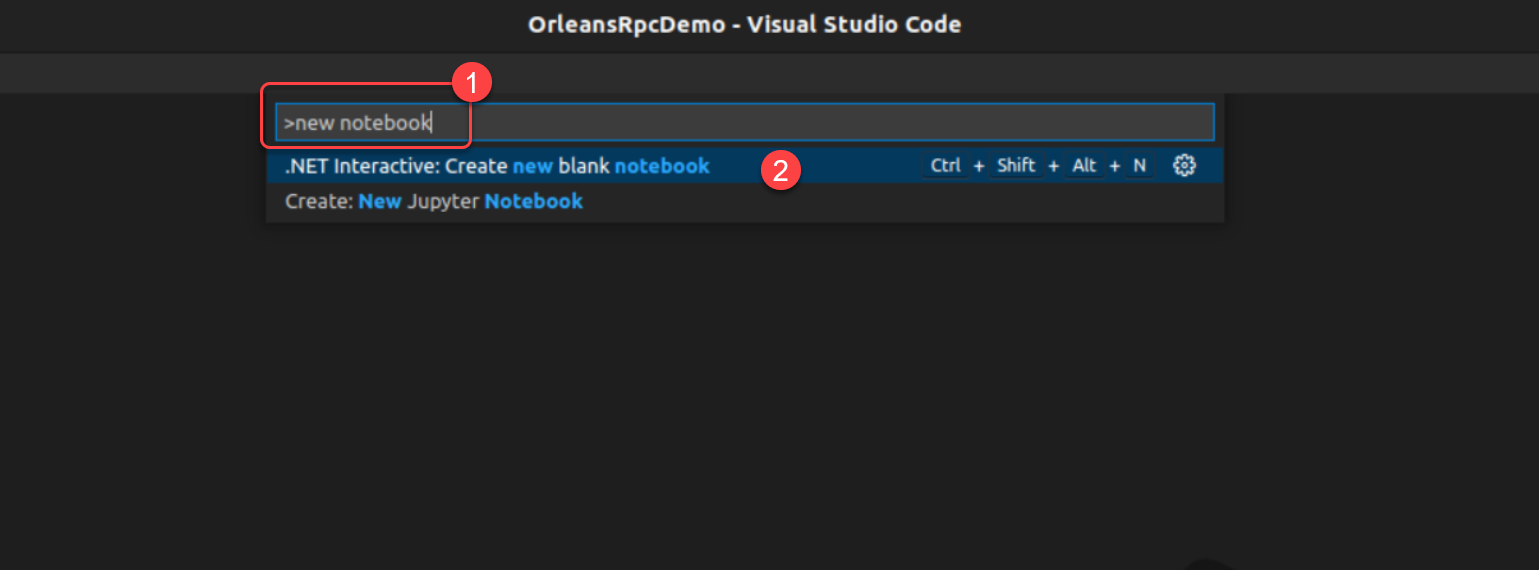 OrleansRpcDemo - Visual Studio Code
1
>new notebook
.NET Interactive: Create new blank notebook 2 Ctrl + Shift + Alt + N
Create: New Jupyter Notebook